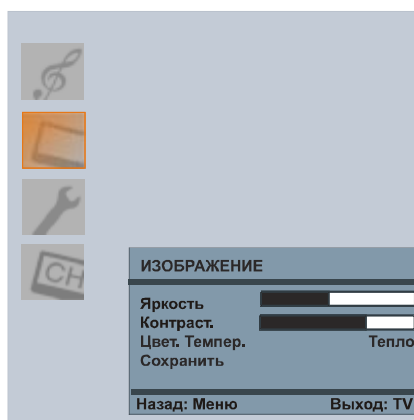 CH
ИЗОБРАЖЕНИЕ
Яркость
Контраст.
Цвет. Темпер. Тепло
Сохранить
Назад: Меню Выход: TV